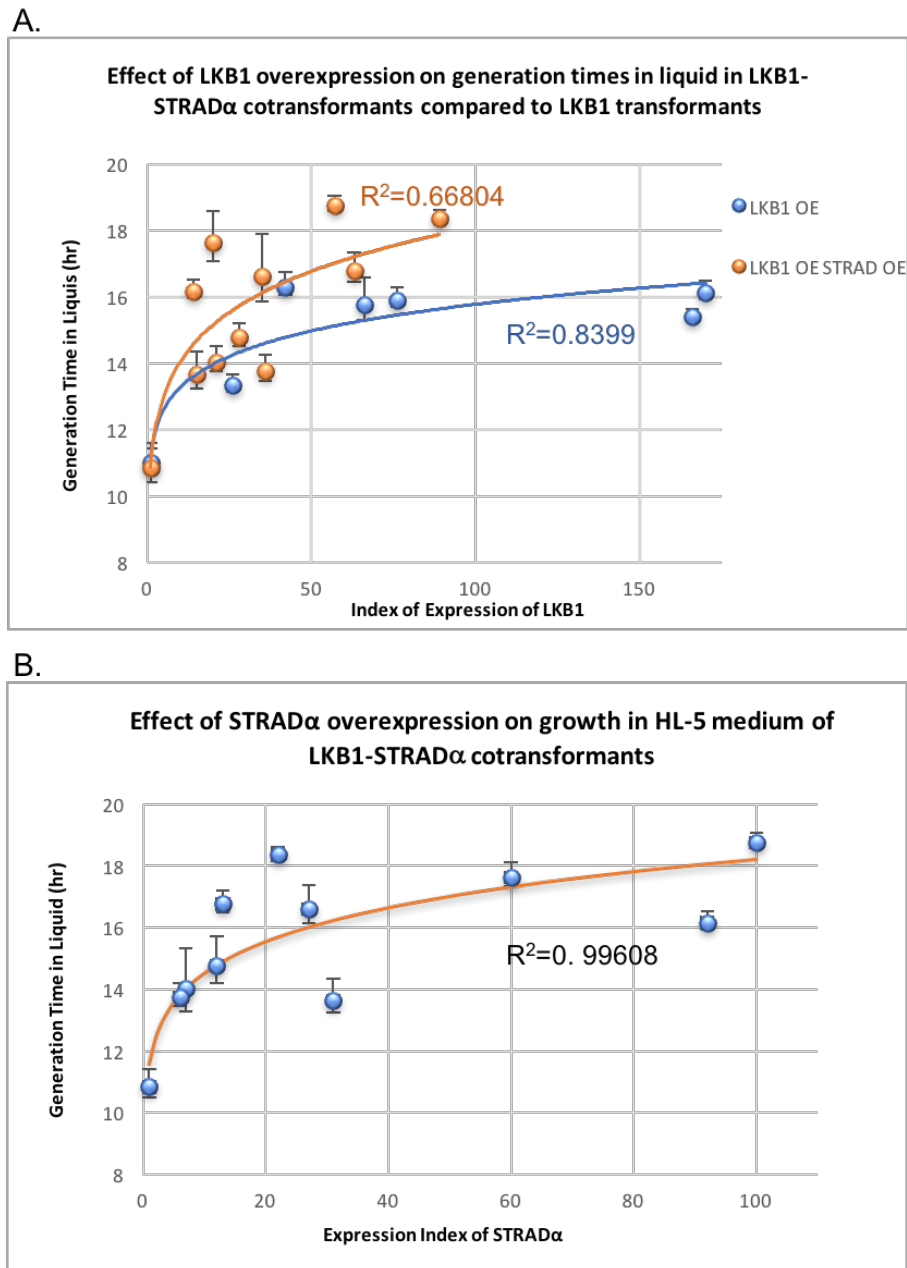 A.
Effect of LKB1 overexpression on generation times in liquid in LKB1-
STRADα cotransformants compared to LKB1 transformants
Generation Time in Liquis (hr)
20
18
16
14
12
10
8
R²=0.66804
R²=0.8399
LKB1 OE
LKB1 OE STRAD OE
0 50 100 150
Index of Expression of LKB1
B.
Effect of STRADα overexpression on growth in HL-5 medium of
LKB1-STRADα cotransformants
Generation Time in Liquid (hr)
20
18
16
14
12
10
8
R²=0. 99608
0 20 40 60 80 100
Expression Index of STRADα